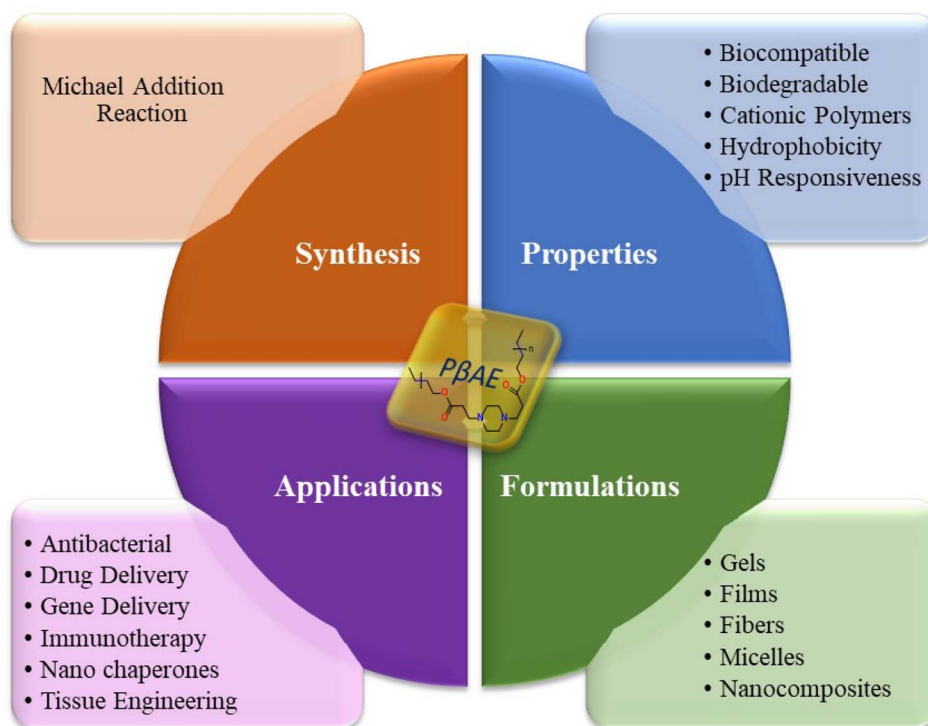 Michael Addition
Reaction
• Biocompatible
• Biodegradable
• Cationic Polymers
• Hydrophobicity
• pH Responsiveness
Synthesis
Properties
PβAE
n
O
O
O
O
N
N
Applications
Formulations
• Antibacterial
• Drug Delivery
• Gene Delivery
• Immunotherapy
• Nano chaperones
• Tissue Engineering
• Gels
• Films
• Fibers
• Micelles
• Nanocomposites